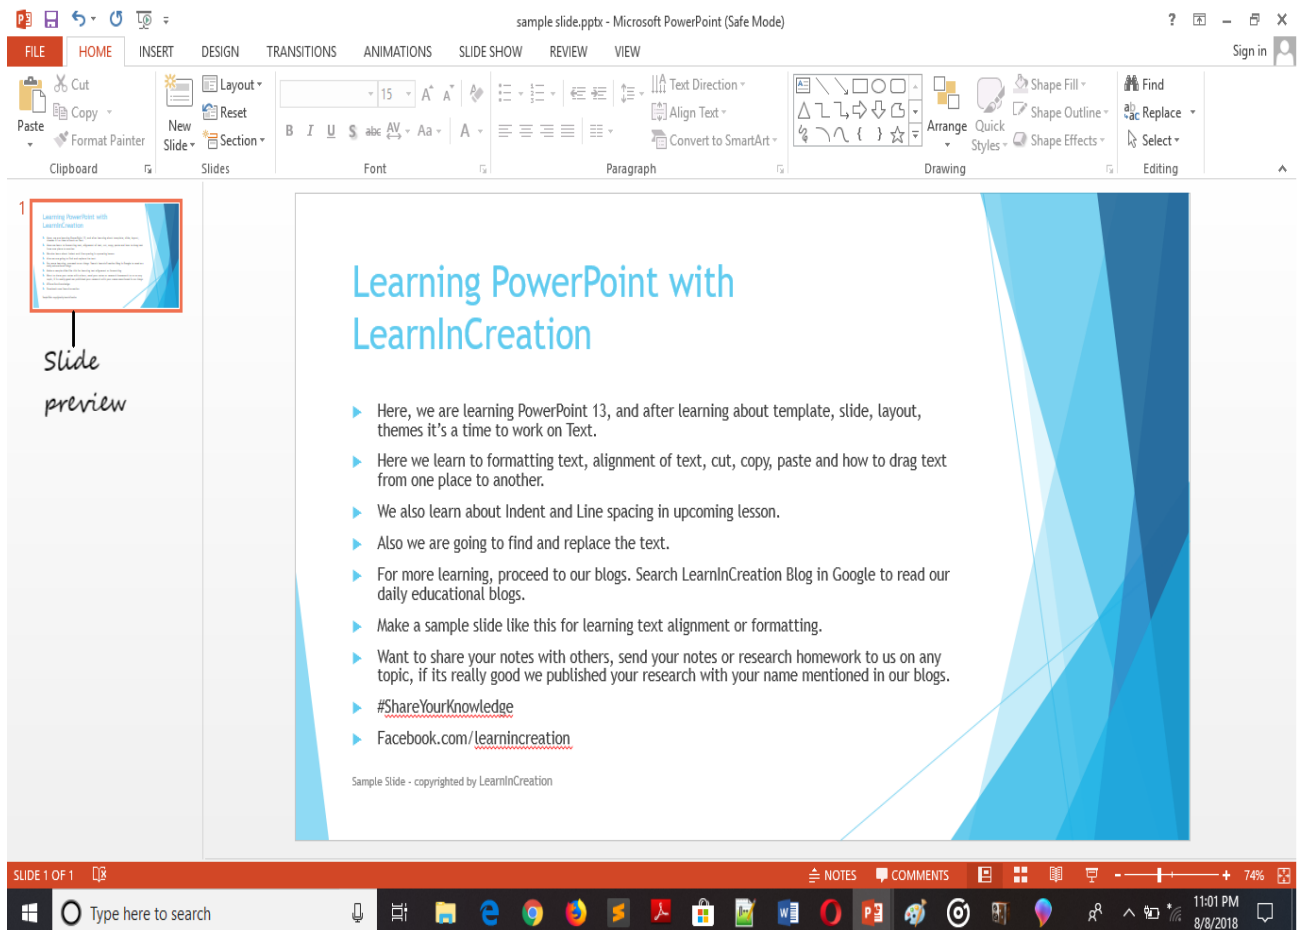 sample slide.pptx - Microsoft PowerPoint (Safe Mode)
?
FILE HOME INSERT DESIGN TRANSITIONS ANIMATIONS SLIDE SHOW REVIEW VIEW Sign in
Paste
Cut
Copy
Format Painter
Clipboard
New Slide
Layout
Reset
Section
Slides
15
B I U S abc AV Aa A
Font
Text Direction
Align Text
Convert to SmartArt
Paragraph
Arrange
Quick Styles
Shape Fill
Shape Outline
Shape Effects
Drawing
Find
Replace
Select
Editing
1
Learning PowerPoint with
LearnInCreation
Slide
preview
Learning PowerPoint with
LearnInCreation
Here, we are learning PowerPoint 13, and after learning about template, slide, layout,
themes it's a time to work on Text.
Here we learn to formatting text, alignment of text, cut, copy, paste and how to drag text
from one place to another.
We also learn about Indent and Line spacing in upcoming lesson.
Also we are going to find and replace the text.
For more learning, proceed to our blogs. Search LearnInCreation Blog in Google to read our
daily educational blogs.
Make a sample slide like this for learning text alignment or formatting.
Want to share your notes with others, send your notes or research homework to us on any
topic, if its really good we published your research with your name mentioned in our blogs.
#ShareYourKnowledge
Facebook.com/learnincreation
Sample Slide - copyrighted by LearnInCreation
SLIDE 1 OF 1 NOTES COMMENTS 74%
Type here to search
11:01 PM
8/8/2018